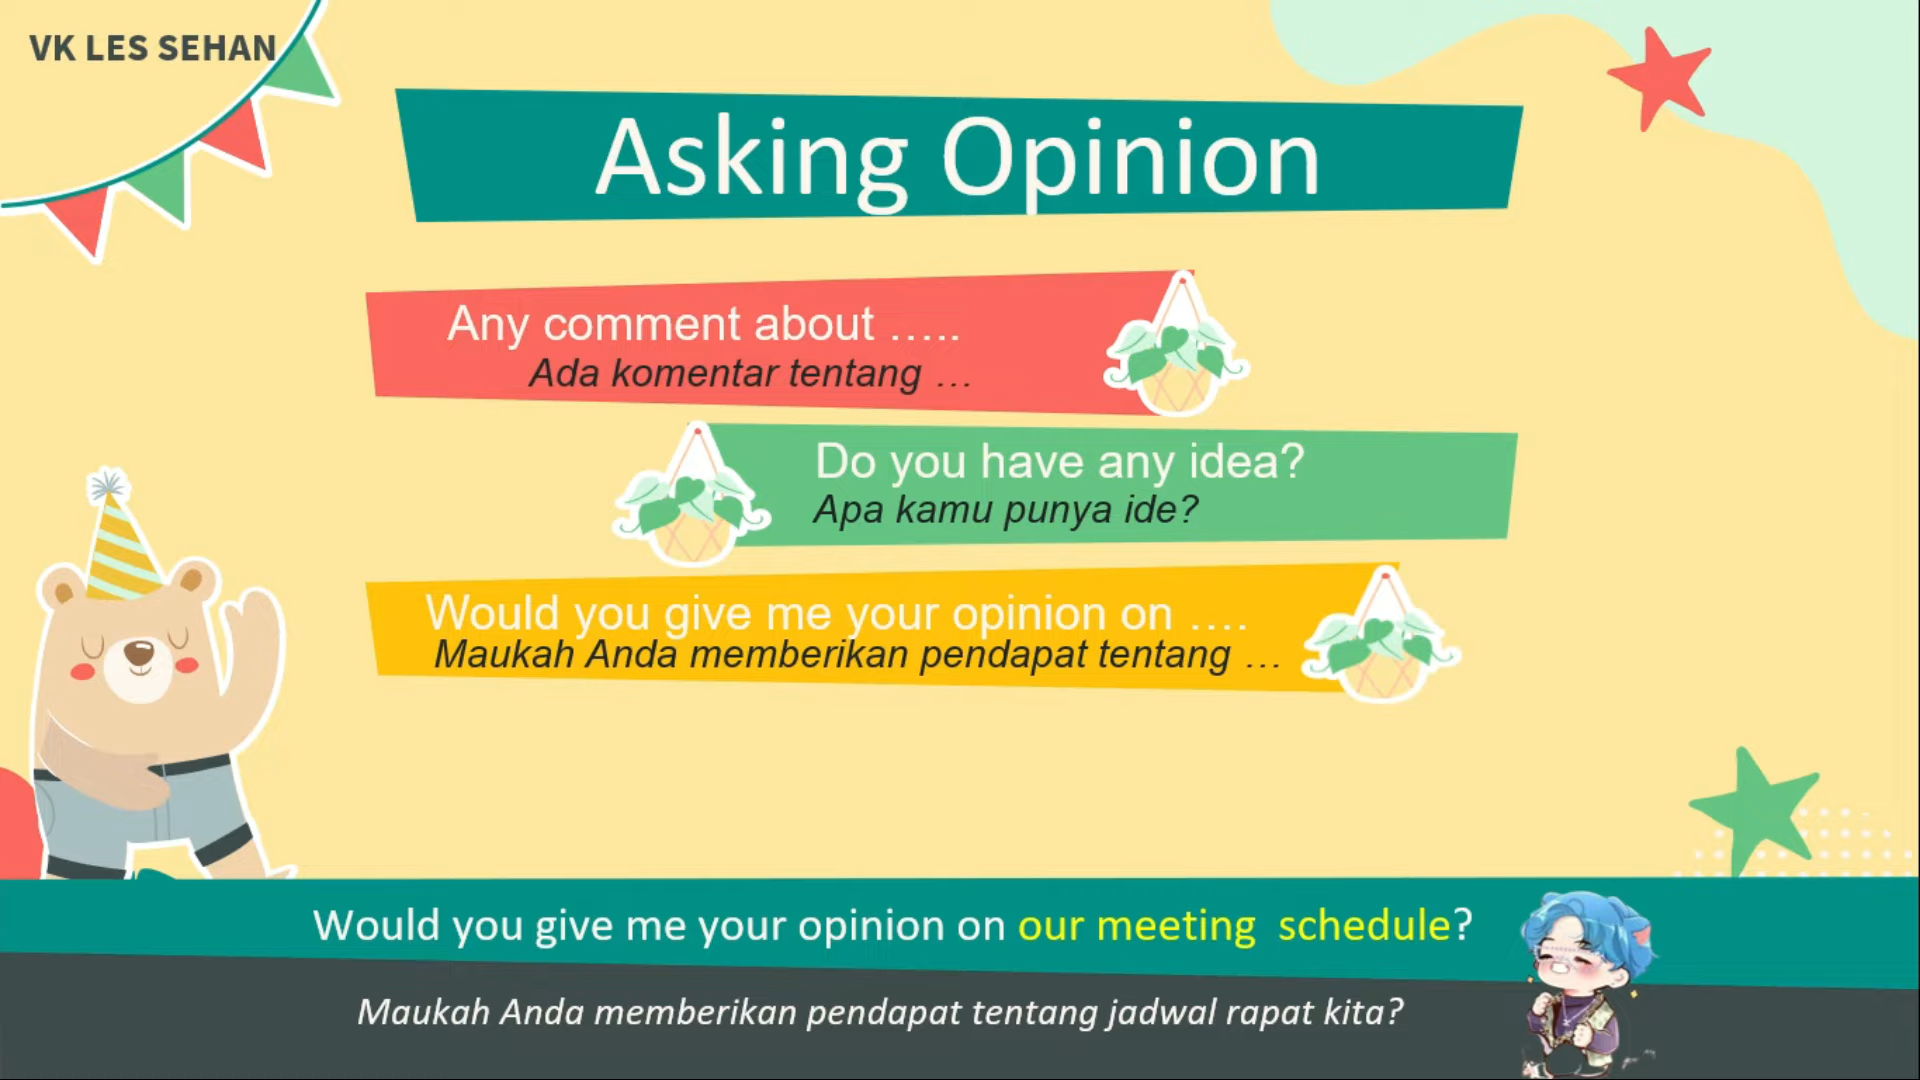 VK LES SEHAN
Asking Opinion
Any comment about .....
Ada komentar tentang ...
Do you have any idea?
Apa kamu punya ide?
Would you give me your opinion on ....
Maukah Anda memberikan pendapat tentang ...
Would you give me your opinion on our meeting schedule?
Maukah Anda memberikan pendapat tentang jadwal rapat kita?